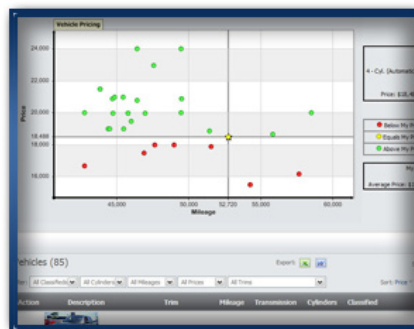 Vehicle Pricing
24,000
22,000
20,000
18,488
18,000
16,000
Price
45,000 50,000 52,720 55,000 60,000
Mileage
4 - Cyl. (Automatic
Price: $18,4
Below My P
Equals My P
Above My P
My
Average Price: $1
Vehicles (85)
Export:
All Classifieds All Cylinders All Mileages All Prices All Trims
Sort: Price
Action Description Trim Mileage Transmission Cylinders Classified